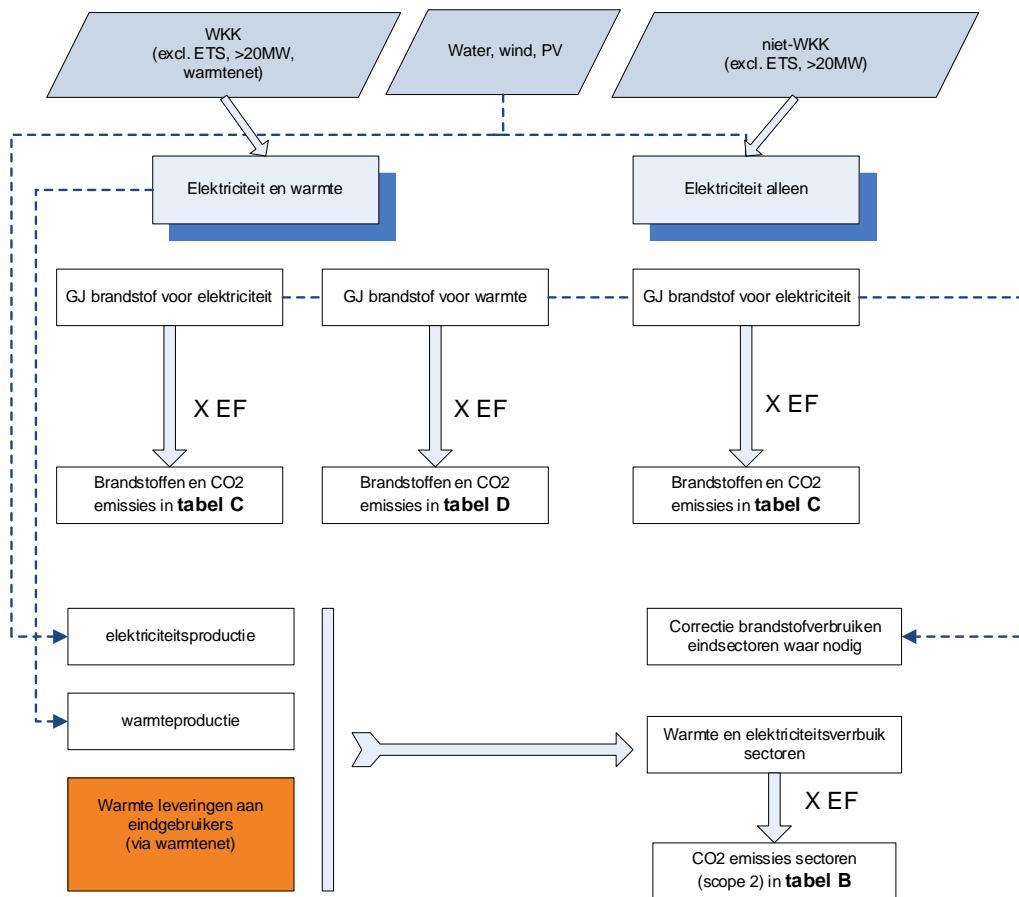 WKK
(excl. ETS, >20MW,
warmtenet)
Water, wind, PV
niet-WKK
(excl. ETS, >20MW)
Elektriciteit en warmte
Elektriciteit alleen
GJ brandstof voor elektriciteit
GJ brandstof voor warmte
GJ brandstof voor elektriciteit
X EF
X EF
X EF
Brandstoffen en CO2
emissies in tabel C
Brandstoffen en CO2
emissies in tabel D
Brandstoffen en CO2
emissies in tabel C
elektriciteitsproductie
Correctie brandstofverbruiken
eindsectoren waar nodig
warmteproductie
Warmte en elektriciteitsverrbuik
sectoren
Warmte leveringen aan
eindgebruikers
(via warmtenet)
X EF
CO2 emissies sectoren
(scope 2) in tabel B